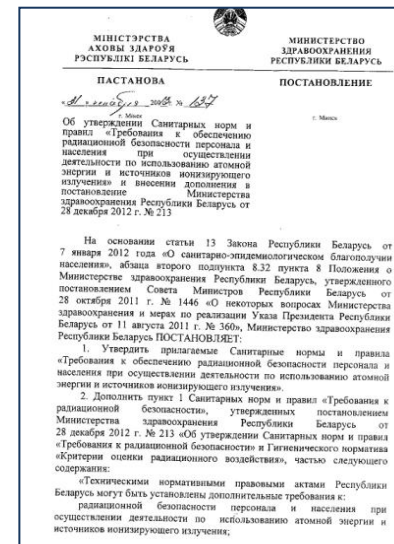 МІНІСТЭРСТВА
АХОВЫ ЗДАРОЎЯ
РЭСПУБЛІКІ БЕЛАРУСЬ
МИНИСТЕРСТВО
ЗДРАВООХРАНЕНИЯ
РЕСПУБЛИКИ БЕЛАРУСЬ
ПАСТАНОВА
ПОСТАНОВЛЕНИЕ
№ 137
г. Мінск
г. Минск
Об утверждении Санитарных норм и
правил «Требования к обеспечению
радиационной безопасности персонала и
населения при осуществлении
деятельности по использованию атомной
энергии и источников ионизирующего
излучения» и внесении дополнения в
постановление Министерства
здравоохранения Республики Беларусь от
28 декабря 2012 г. № 213
На основании статьи 13 Закона Республики Беларусь от
7 января 2012 года «О санитарно-эпидемиологическом благополучии
населения», абзаца второго подпункта 8.32 пункта 8 Положения о
Министерстве здравоохранения Республики Беларусь, утвержденного
постановлением Совета Министров Республики Беларусь от
28 октября 2011 г. № 1446 «О некоторых вопросах Министерства
здравоохранения и мерах по реализации Указа Президента Республики
Беларусь от 11 августа 2011 г. № 360», Министерство здравоохранения
Республики Беларусь ПОСТАНОВЛЯЕТ:
1. Утвердить прилагаемые Санитарные нормы и правила
«Требования к обеспечению радиационной безопасности персонала и
населения при осуществлении деятельности по использованию атомной
энергии и источников ионизирующего излучения».
2. Дополнить пункт 1 Санитарных норм и правил «Требования к
радиационной безопасности», утвержденных постановлением
Министерства здравоохранения Республики Беларусь от
28 декабря 2012 г. № 213 «Об утверждении Санитарных норм и правил
«Требования к радиационной безопасности» и Гигиенического норматива
«Критерии оценки радиационного воздействия», частью следующего
содержания:
«Техническими нормативными правовыми актами Республики
Беларусь могут быть установлены дополнительные требования к:
радиационной безопасности персонала и населения при
осуществлении деятельности по использованию атомной энергии и
источников ионизирующего излучения;